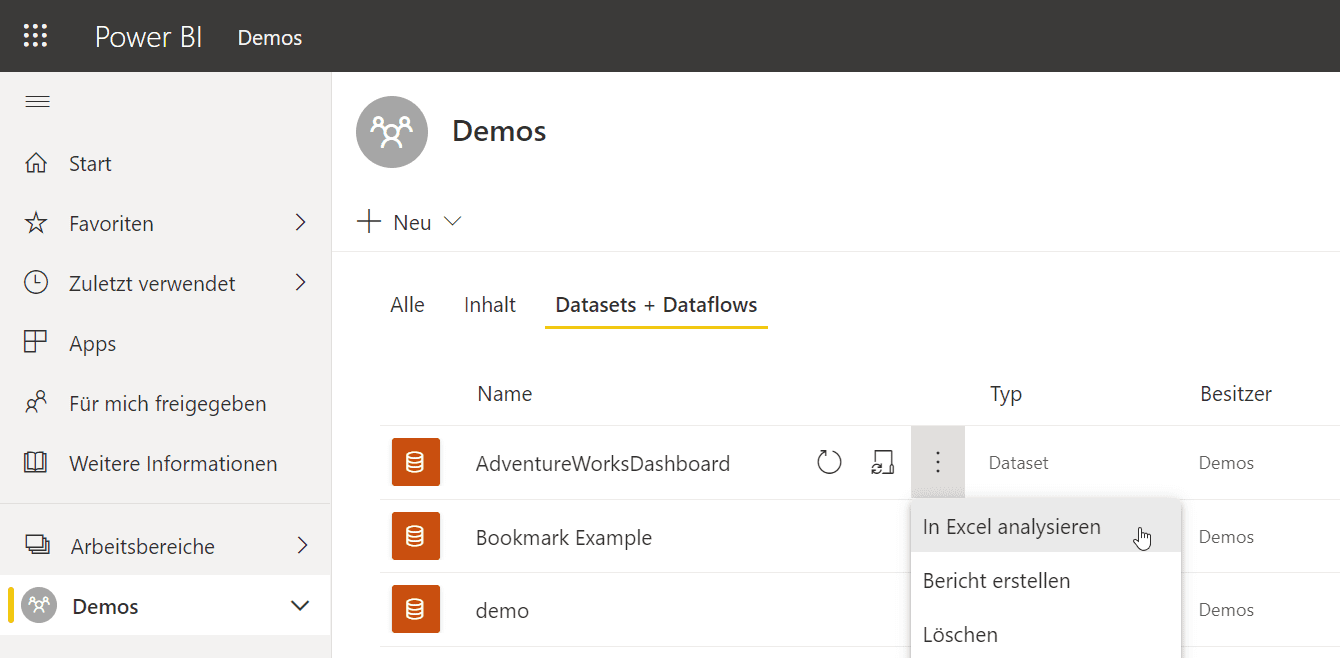 Power BI Demos
Start
Favoriten
Zuletzt verwendet
Apps
Für mich freigegeben
Weitere Informationen
Arbeitsbereiche
Demos
Demos
Neu
Alle Inhalt Datasets + Dataflows
Name Typ Besitzer
AdventureWorksDashboard Dataset Demos
Bookmark Example Demos
demo Demos
In Excel analysieren
Bericht erstellen
Löschen